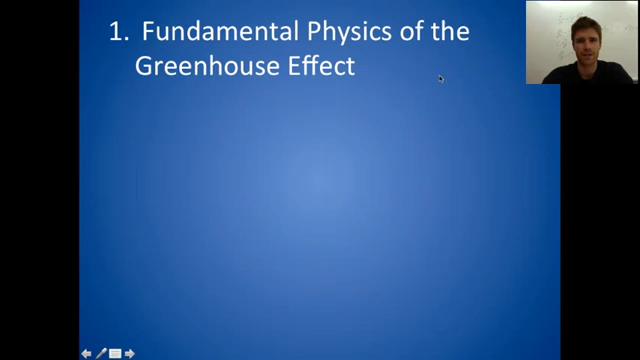 1. Fundamental Physics of the
Greenhouse Effect